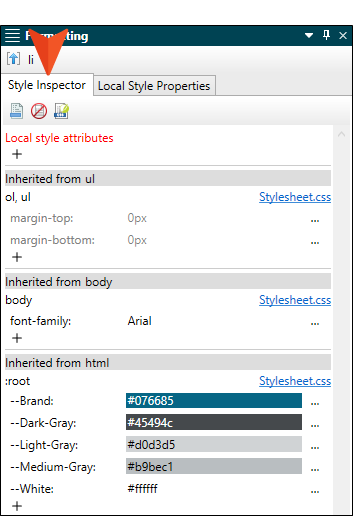 Formatting
li
Style Inspector Local Style Properties
Local style attributes
+
Inherited from ul
ol, ul Stylesheet.css
margin-top: 0px ...
margin-bottom: 0px ...
+
Inherited from body
body Stylesheet.css
font-family: Arial ...
+
Inherited from html
:root Stylesheet.css
--Brand: #076685 ...
--Dark-Gray: #45494c ...
--Light-Gray: #d0d3d5 ...
--Medium-Gray: #b9bec1 ...
--White: #ffffff ...
+